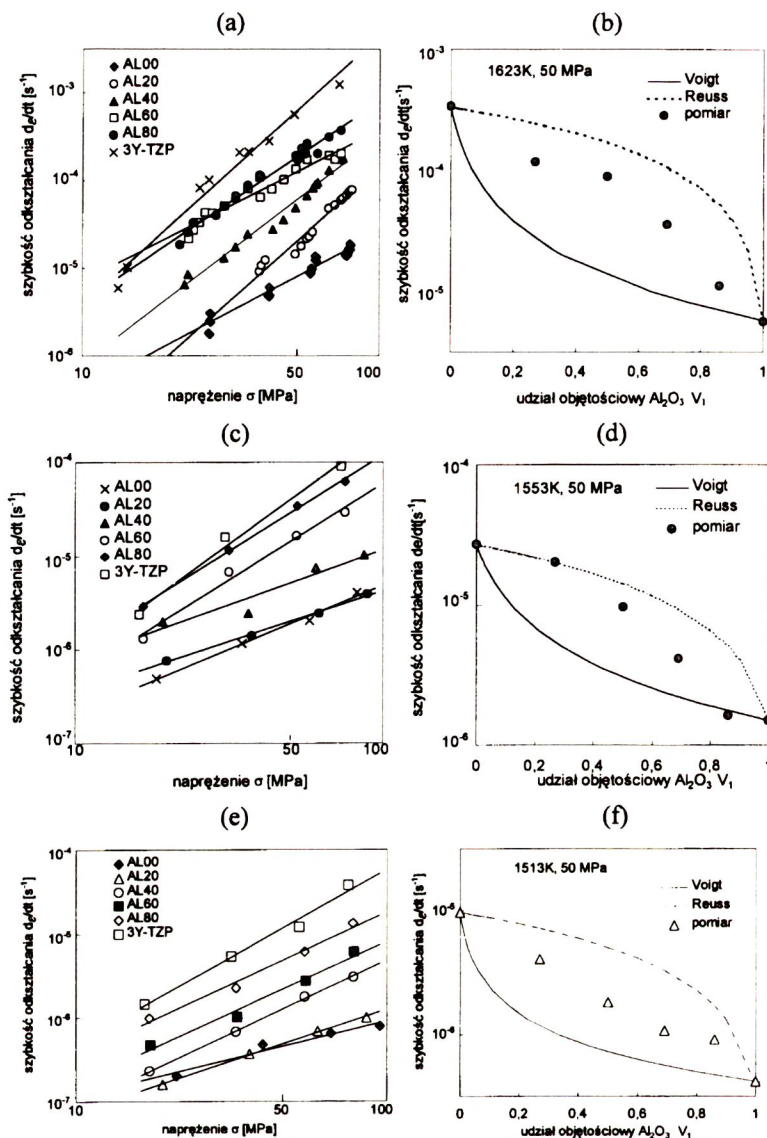 (a)
szybkość odkształcania dε/dt [s⁻¹]
10⁻³
10⁻⁴
10⁻⁵
10⁻⁶
AL00
AL20
AL40
AL60
AL80
3Y-TZP
10
50
100
naprężenie σ [MPa]
(b)
szybkość odkształcania dε/dt[s⁻¹]
10⁻³
10⁻⁴
10⁻⁵
1623K, 50 MPa
Voigt
Reuss
pomiar
0
0,2
0,4
0,6
0,8
1
udział objętościowy Al₂O₃ V₁
(c)
szybkość odkształcania dε/dt [s⁻¹]
10⁻⁴
10⁻⁵
10⁻⁶
10⁻⁷
AL00
AL20
AL40
AL60
AL80
3Y-TZP
10
50
100
naprężenie σ [MPa]
(d)
szybkość odkształcania de/dt[s⁻¹]
10⁻⁴
10⁻⁵
10⁻⁶
1553K, 50 MPa
Voigt
Reuss
pomiar
0
0,2
0,4
0,6
0,8
1
udział objętościowy Al₂O₃ V₁
(e)
szybkość odkształcania dε/dt [s⁻¹]
10⁻⁴
10⁻⁵
10⁻⁶
10⁻⁷
AL00
AL20
AL40
AL60
AL80
3Y-TZP
10
50
100
naprężenie σ [MPa]
(f)
szybkość odkształcania dε/dt [s⁻¹]
10⁻⁵
10⁻⁶
1513K, 50 MPa
Voigt
Reuss
pomiar
0
0,2
0,4
0,6
0,8
1
udział objętościowy Al₂O₃ V₁